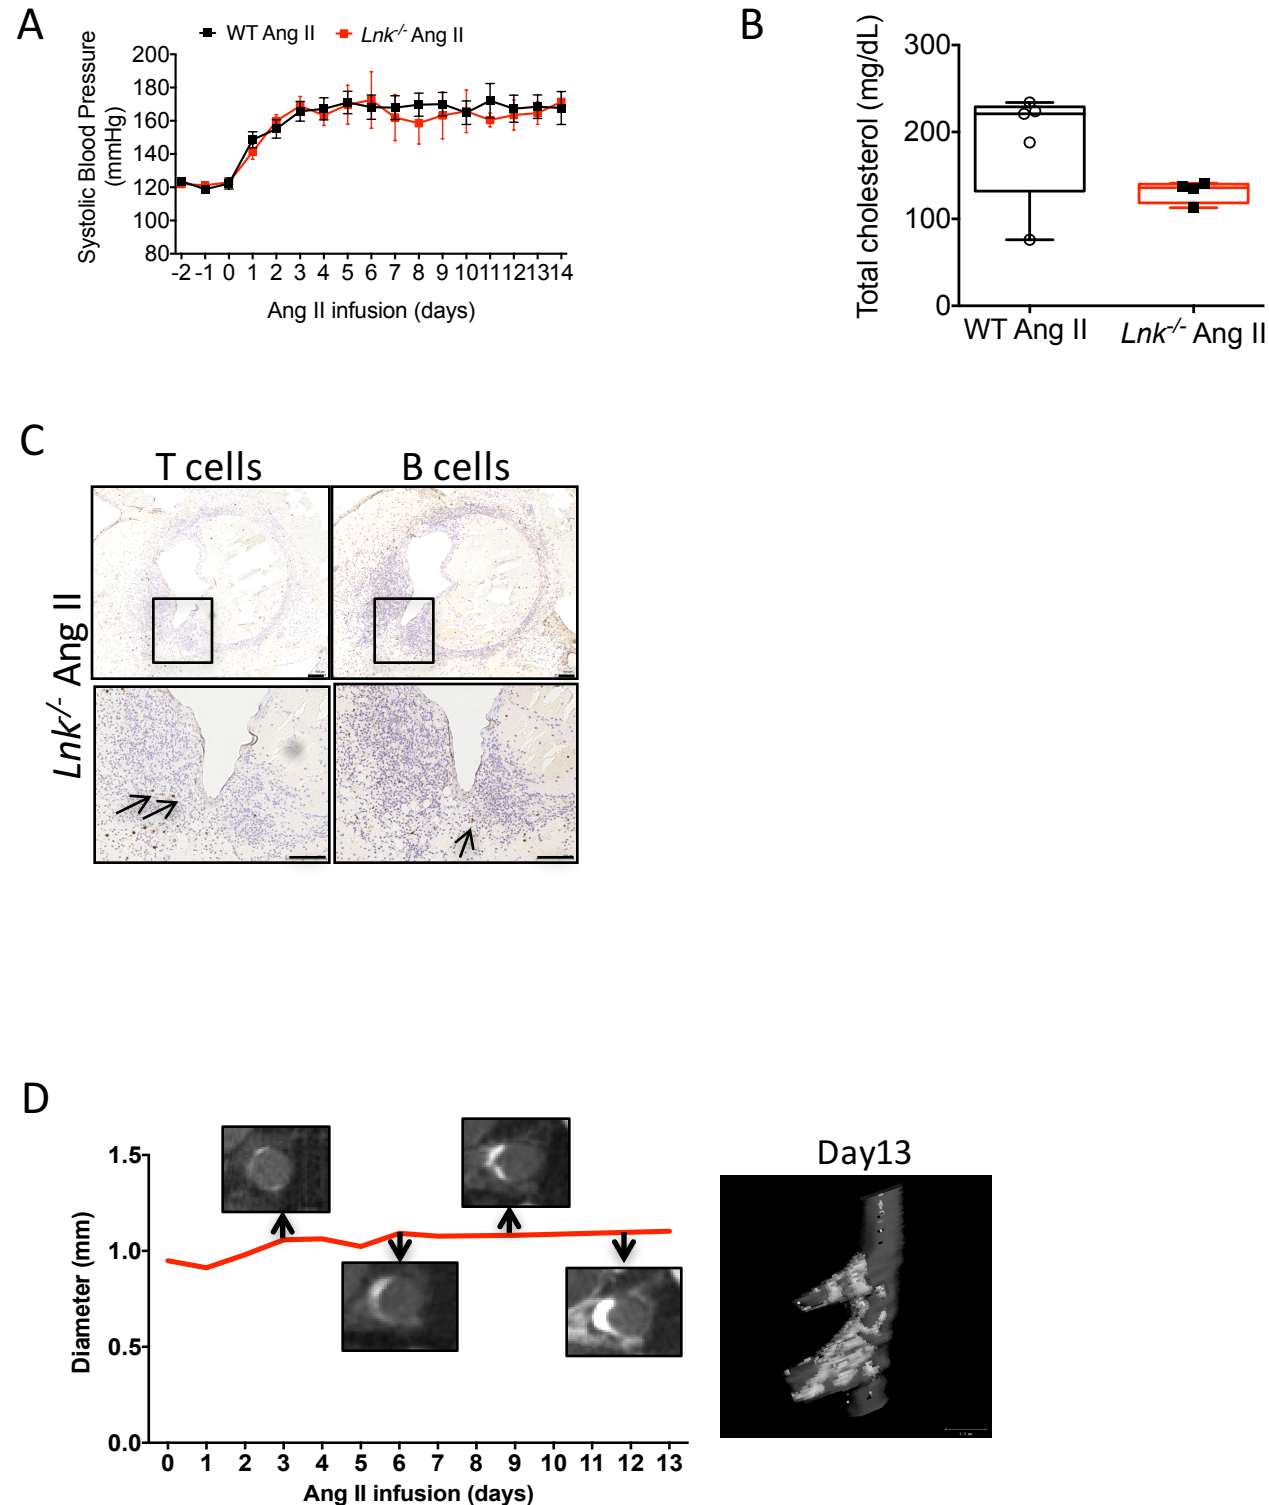 A
WT Ang II
Lnk-/- Ang II
Systolic Blood Pressure
(mmHg)
200
180
160
140
120
100
80
-2 -1 0 1 2 3 4 5 6 7 8 9 10 11 12 13 14
Ang II infusion (days)
B
Total cholesterol (mg/dL)
300
200
100
0
WT Ang II
Lnk-/- Ang II
C
T cells
B cells
Lnk-/- Ang II
D
Diameter (mm)
1.5
1.0
0.5
0.0
0 1 2 3 4 5 6 7 8 9 10 11 12 13
Ang II infusion (days)
Day13